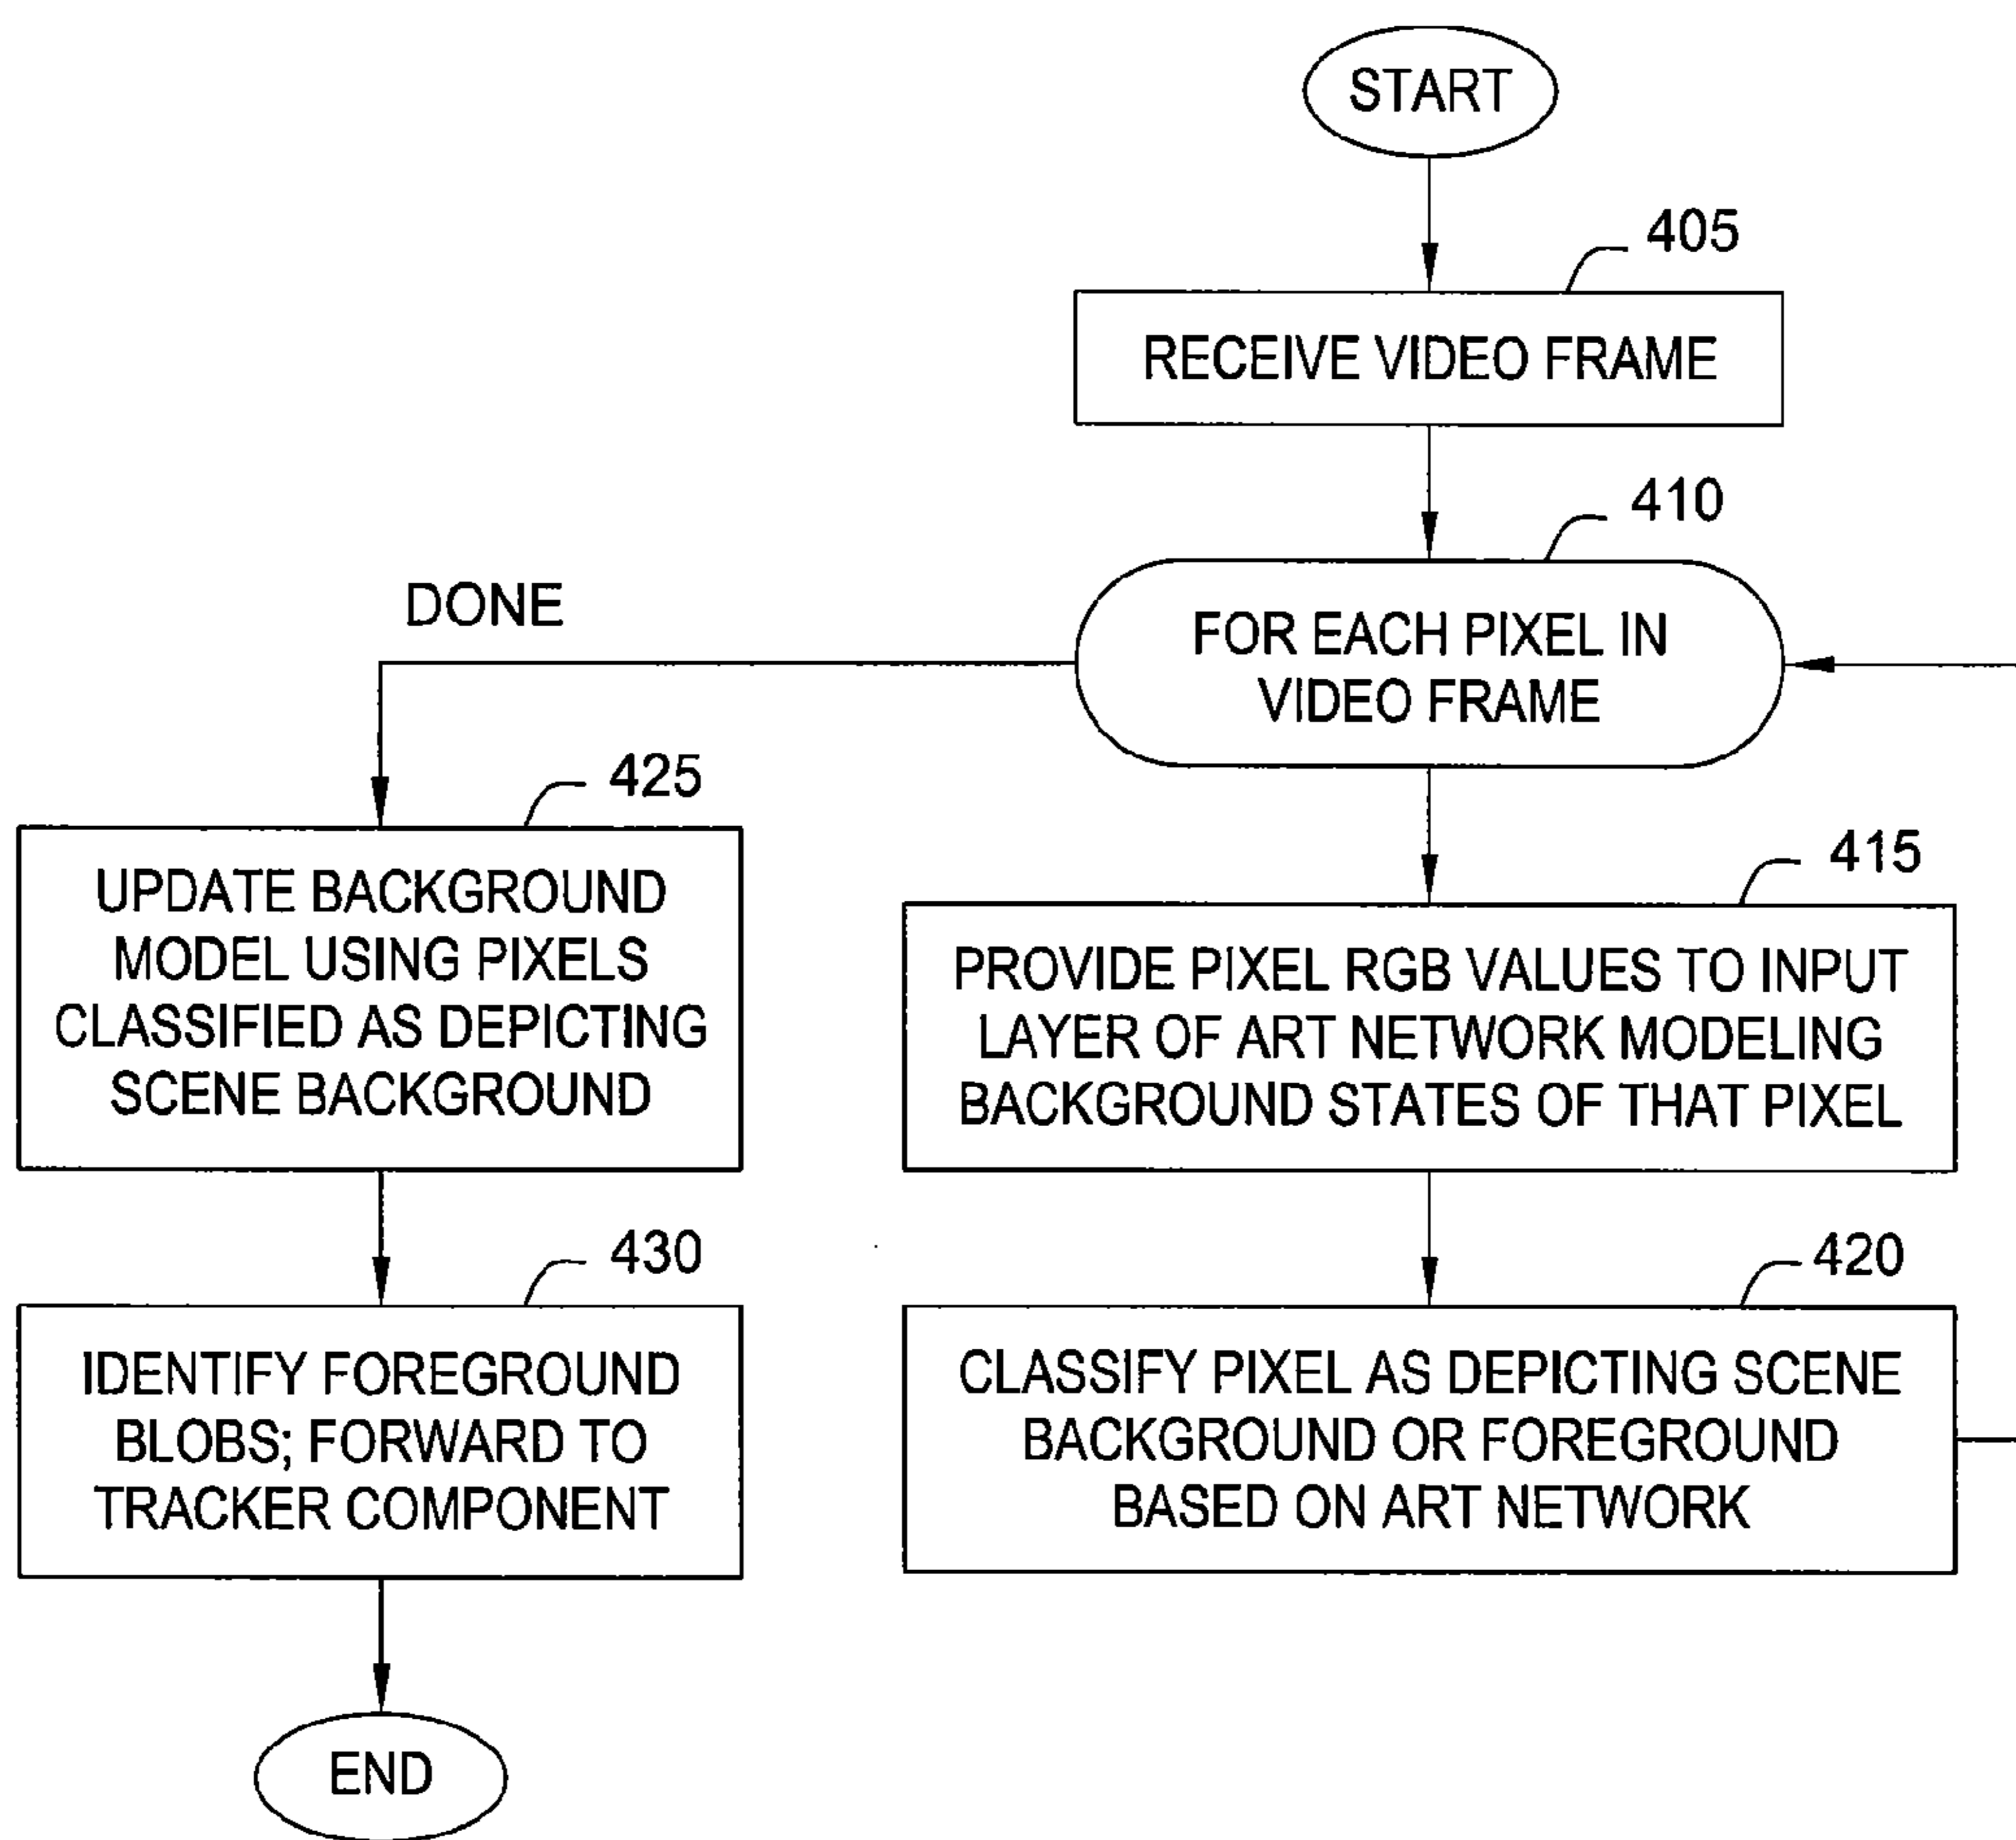 START
405
RECEIVE VIDEO FRAME
410
FOR EACH PIXEL IN
VIDEO FRAME
DONE
415
PROVIDE PIXEL RGB VALUES TO INPUT
LAYER OF ART NETWORK MODELING
BACKGROUND STATES OF THAT PIXEL
420
CLASSIFY PIXEL AS DEPICTING SCENE
BACKGROUND OR FOREGROUND
BASED ON ART NETWORK
425
UPDATE BACKGROUND
MODEL USING PIXELS
CLASSIFIED AS DEPICTING
SCENE BACKGROUND
430
IDENTIFY FOREGROUND
BLOBS; FORWARD TO
TRACKER COMPONENT
END